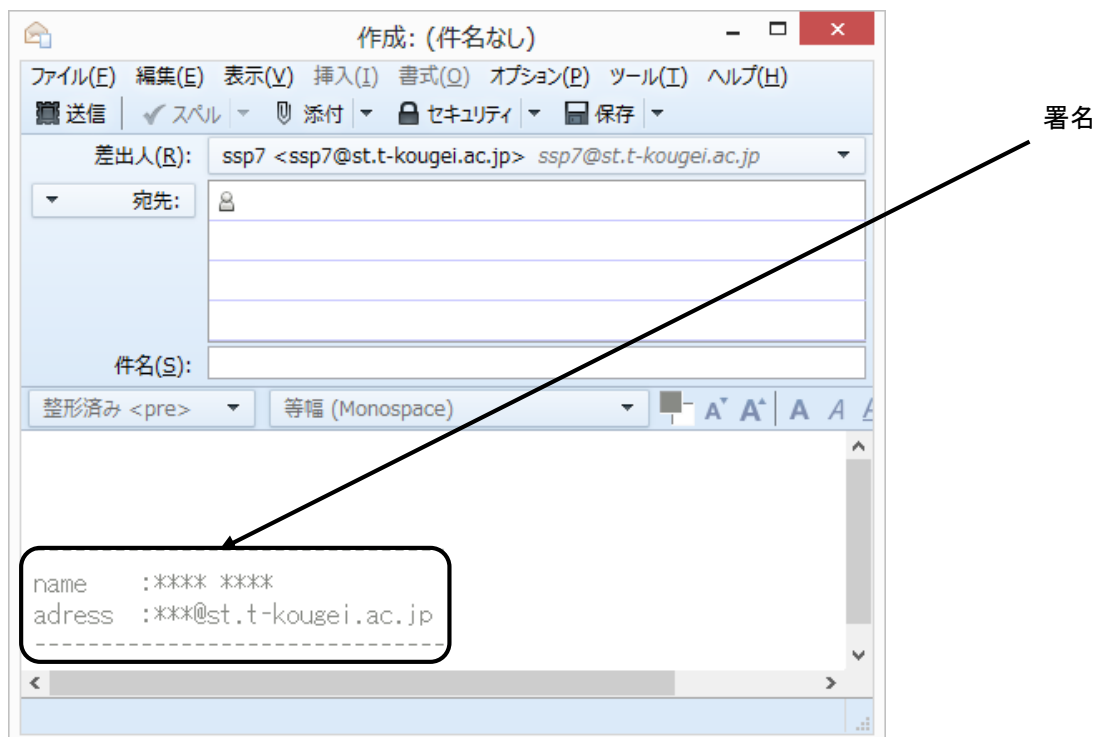 作成: (件名なし)
ファイル(F) 編集(E) 表示(V) 挿入(I) 書式(O) オプション(P) ツール(T) ヘルプ(H)
送信 スペル 添付 セキュリティ 保存
署名
差出人(R): ssp7 <ssp7@st.t-kougei.ac.jp> ssp7@st.t-kougei.ac.jp
宛先:
件名(S):
整形済み <pre> 等幅 (Monospace) A A A A A
name :**** ****
adress :***@st.t-kougei.ac.jp
-------------------------------